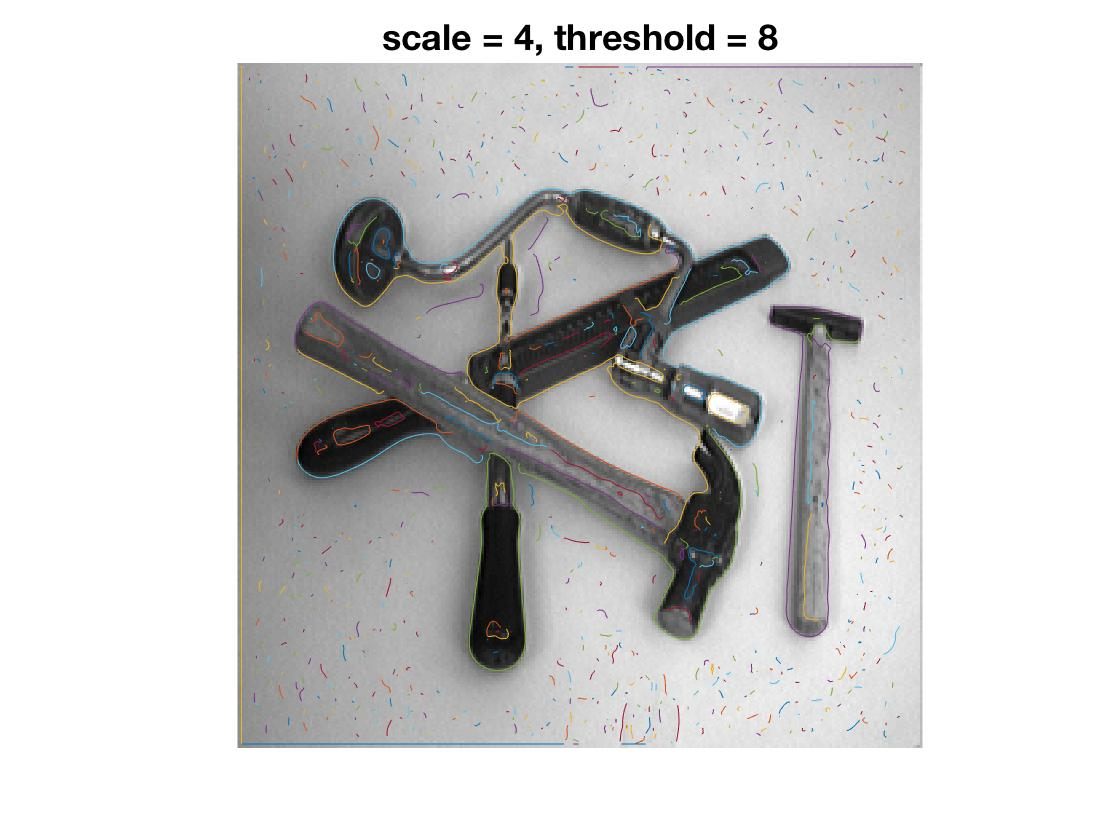 scale = 4, threshold = 8